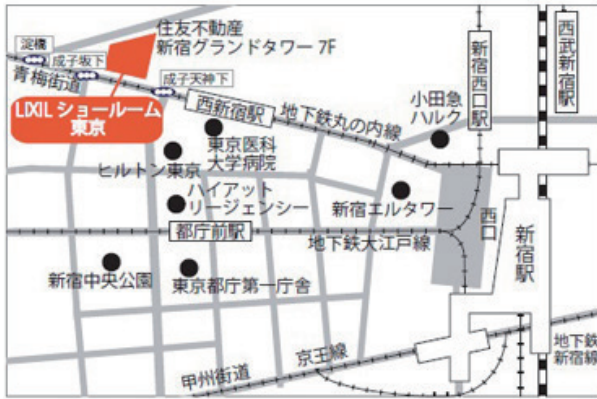 住友不動産
新宿グランドタワー 7F
淀橋
成子坂下
青梅街道
成子天神下
LIXIL ショールーム
東京
西新宿駅
地下鉄丸の内線
小田急
ハルク
新宿西口駅
西武新宿駅
東京医科
大学病院
ヒルトン東京
ハイアット
リージェンシー
新宿エルタワー
西口
新宿駅
都庁前駅
地下鉄大江戸線
新宿中央公園
東京都庁第一庁舎
京王線
甲州街道
地下鉄
新宿線